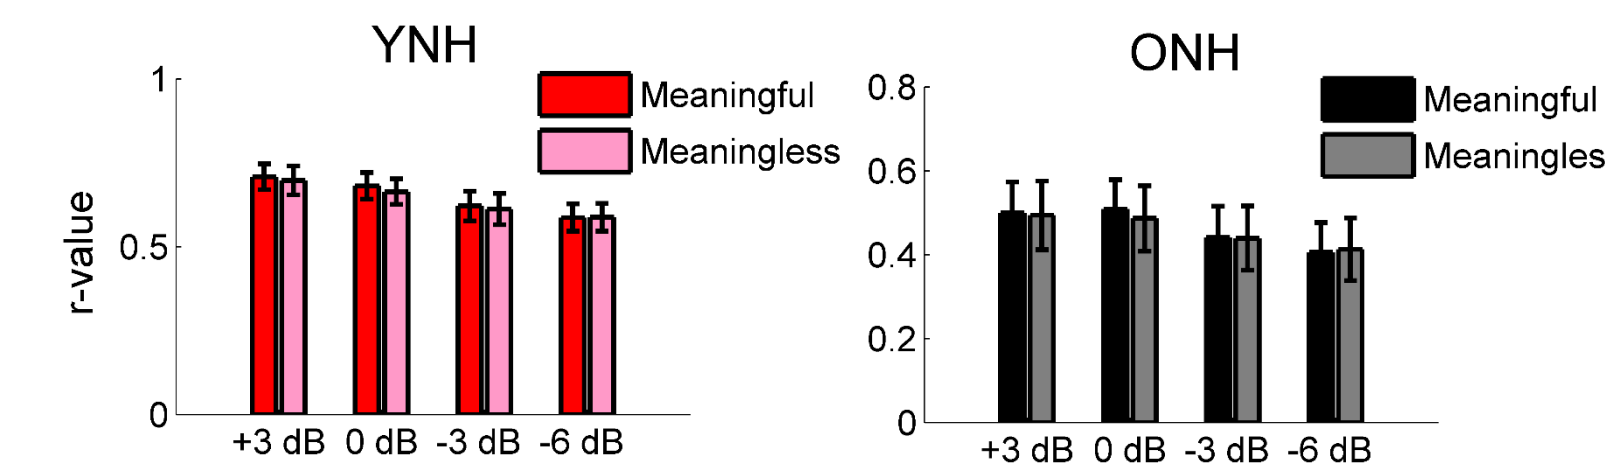 YNH
Meaningful
Meaningless
1
0.5
0
r-value
+3 dB 0 dB -3 dB -6 dB
ONH
Meaningful
Meaningles
0.8
0.6
0.4
0.2
0
+3 dB 0 dB -3 dB -6 dB